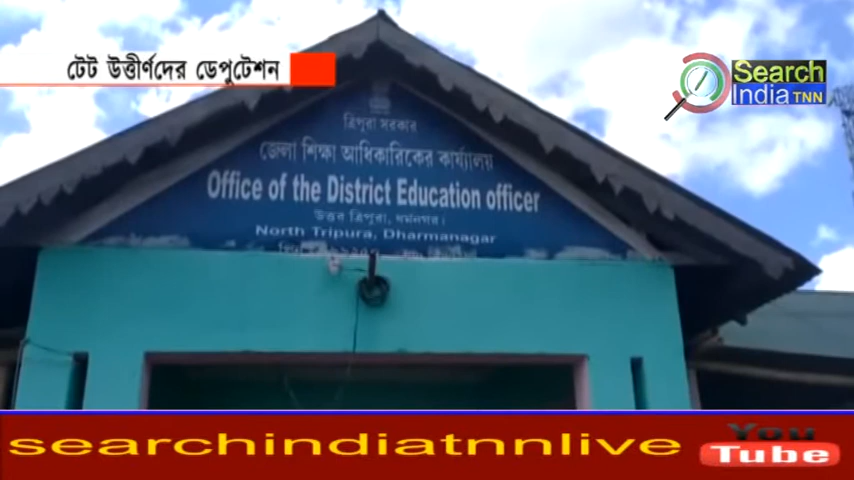 টেট উত্তীর্ণদের ডেপুটেশন
Search
India TNN
ত্রিপুরা সরকার
জেলা শিক্ষা আধিকারিকের কার্য্যালয়
Office of the District Education officer
উত্তর ত্রিপুরা, ধর্মনগর।
North Tripura, Dharmanagar
searchindiatnnlive
You
Tube